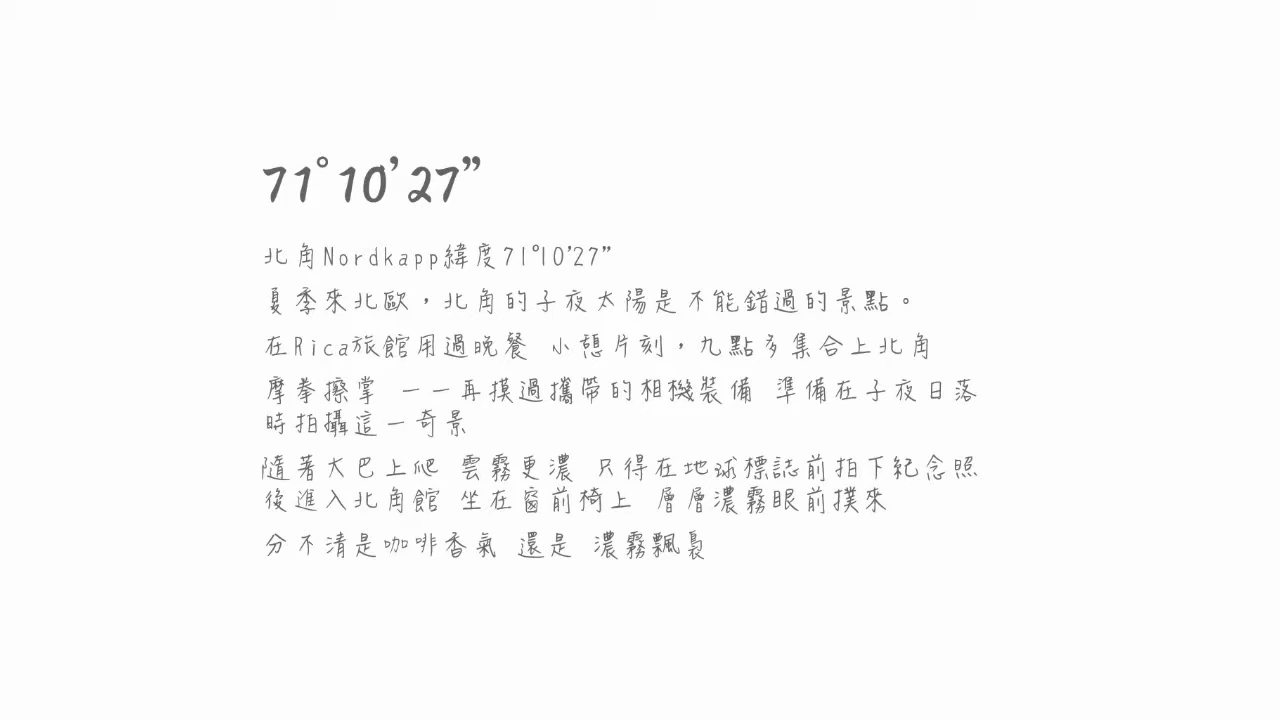 71°10’27”
北角Nordkapp緯度71°10’27”
夏季來北歐，北角的子夜太陽是不能錯過的景點。
在Rica旅館用過晚餐 小憩片刻，九點多集合上北角
摩拳擦掌 一一再摸過攜帶的相機裝備 準備在子夜日落
時拍攝這一奇景
隨著大巴上爬 雲霧更濃 只得在地球標誌前拍下紀念照
後進入北角館 坐在窗前椅上 層層濃霧眼前撲來
分不清是咖啡香氣 還是 濃霧飄裊